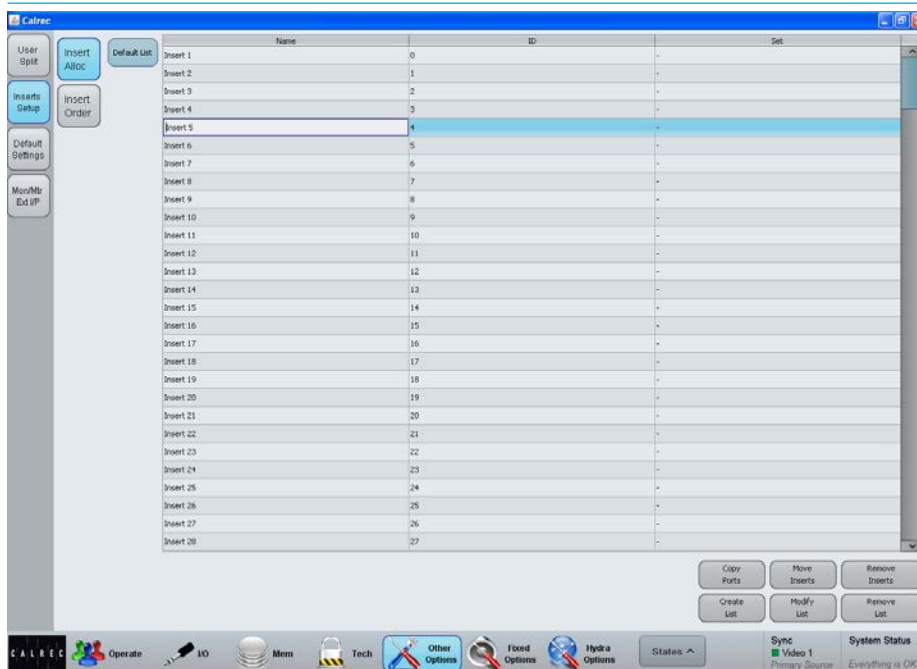 Calrec
User Split
Inserts Setup
Default Settings
Mon/Mtr Ext I/P
Insert Alloc
Insert Order
Default List
Name ID Set
Insert 1 0 -
Insert 2 1 -
Insert 3 2 -
Insert 4 3 -
Insert 5 4 -
Insert 6 5 -
Insert 7 6 -
Insert 8 7 -
Insert 9 8 -
Insert 10 9 -
Insert 11 10 -
Insert 12 11 -
Insert 13 12 -
Insert 14 13 -
Insert 15 14 -
Insert 16 15 -
Insert 17 16 -
Insert 18 17 -
Insert 19 18 -
Insert 20 19 -
Insert 21 20 -
Insert 22 21 -
Insert 23 22 -
Insert 24 23 -
Insert 25 24 -
Insert 26 25 -
Insert 27 26 -
Insert 28 27 -
Copy Ports
Move Inserts
Remove Inserts
Create List
Modify List
Remove List
CALREC
Operate
I/O
Mem
Tech
Other Options
Fixed Options
Hydra Options
States
Sync
Video 1
Primary Source
System Status
Everything is